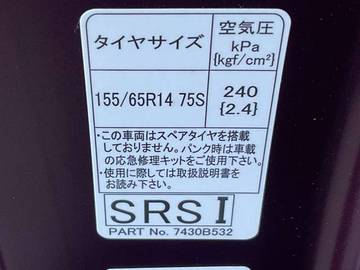 タイヤサイズ
空気圧
kPa
{kgf/cm²}
155/65R14 75S
240
{2.4}
・この車両はスペアタイヤを搭載
しておりません。パンク時は車載
の応急修理キットをご使用下さい。
・使用に際しては取扱説明書を
お読み下さい。
SRS I
PART No. 7430B532